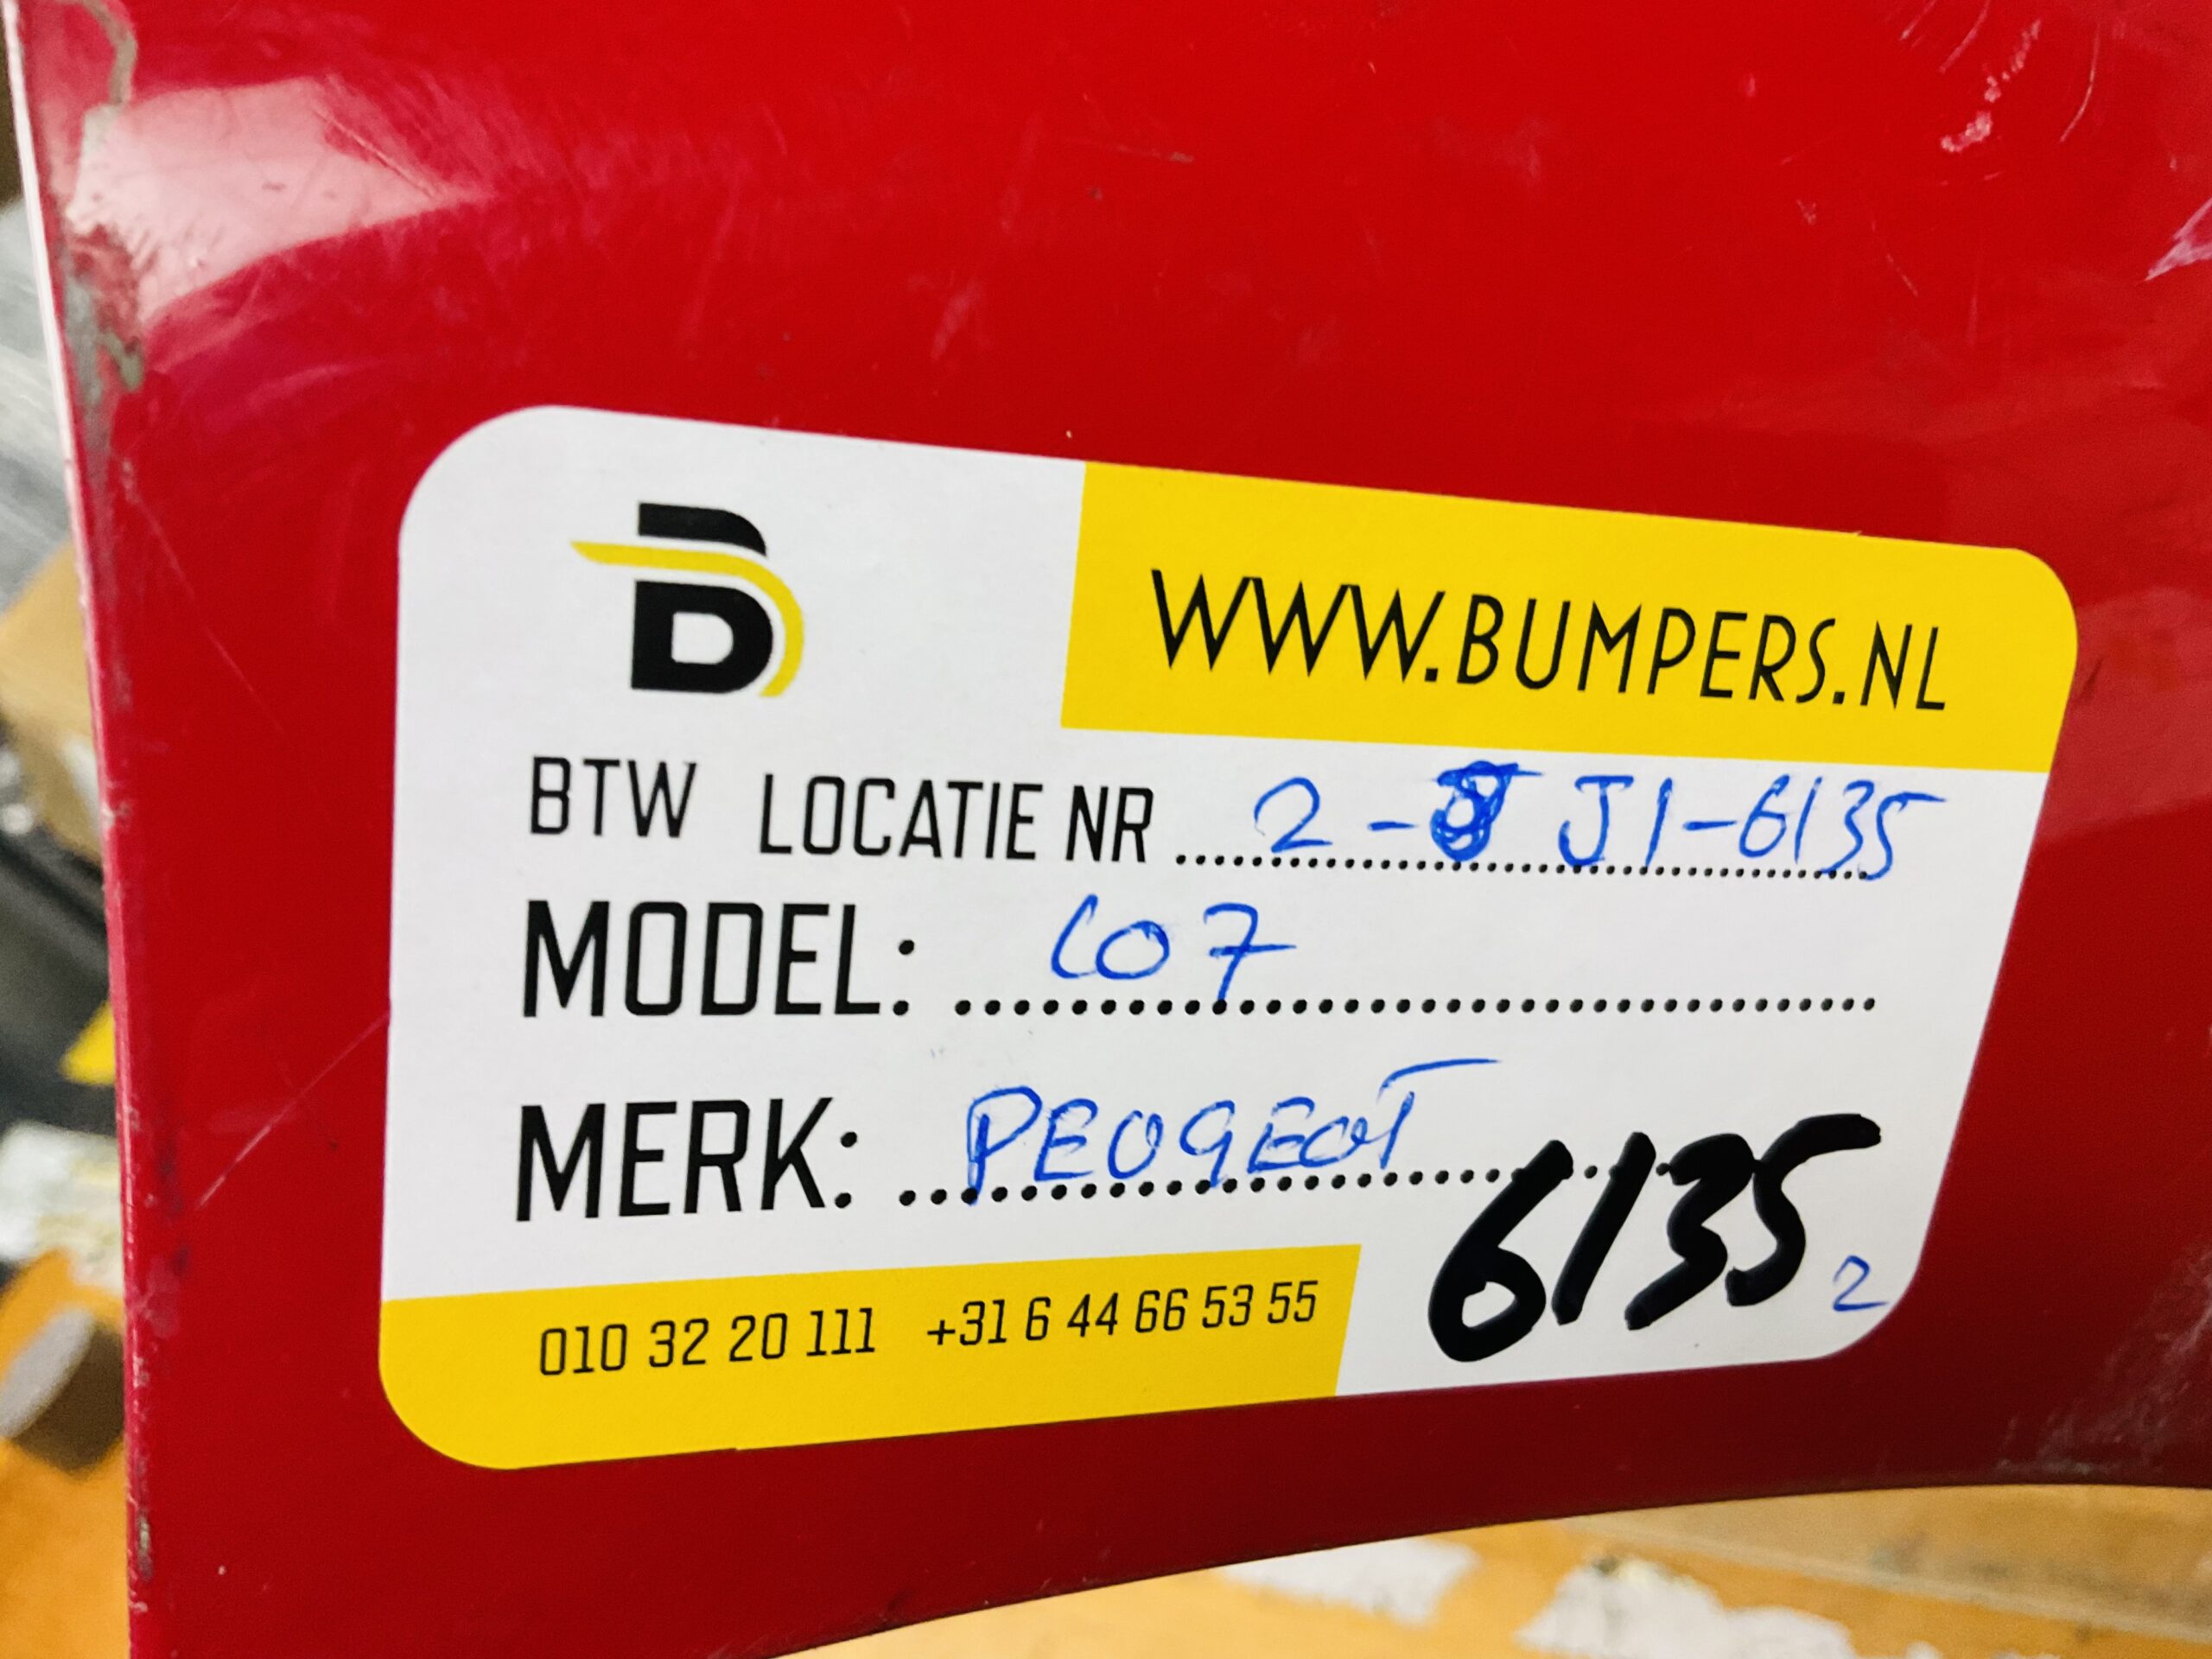 B
WWW.BUMPERS.NL
BTW LOCATIE NR 2 - J1-6135
MODEL: 107
MERK: PEUGEOT
6135 2
010 32 20 111 +31 6 44 66 53 55